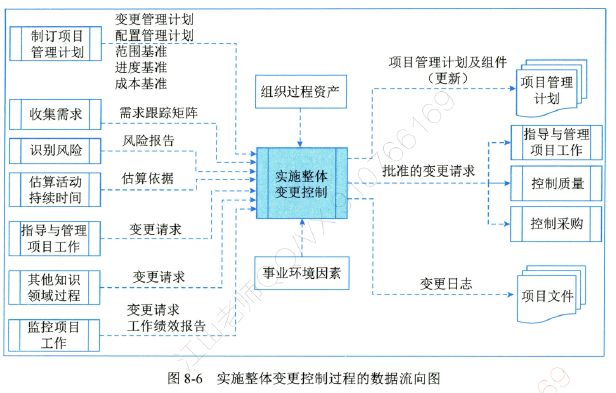 制订项目
管理计划
变更管理计划
配置管理计划
范围基准
进度基准
成本基准
收集需求
需求跟踪矩阵
识别风险
风险报告
估算活动
持续时间
估算依据
指导与管理
项目工作
变更请求
其他知识
领域过程
变更请求
监控项目
工作
变更请求
工作绩效报告
组织过程资产
实施整体
变更控制
事业环境因素
项目管理计划及组件
（更新）
项目管理
计划
批准的变更请求
指导与管理
项目工作
控制质量
控制采购
变更日志
项目文件
图 8-6 实施整体变更控制过程的数据流向图